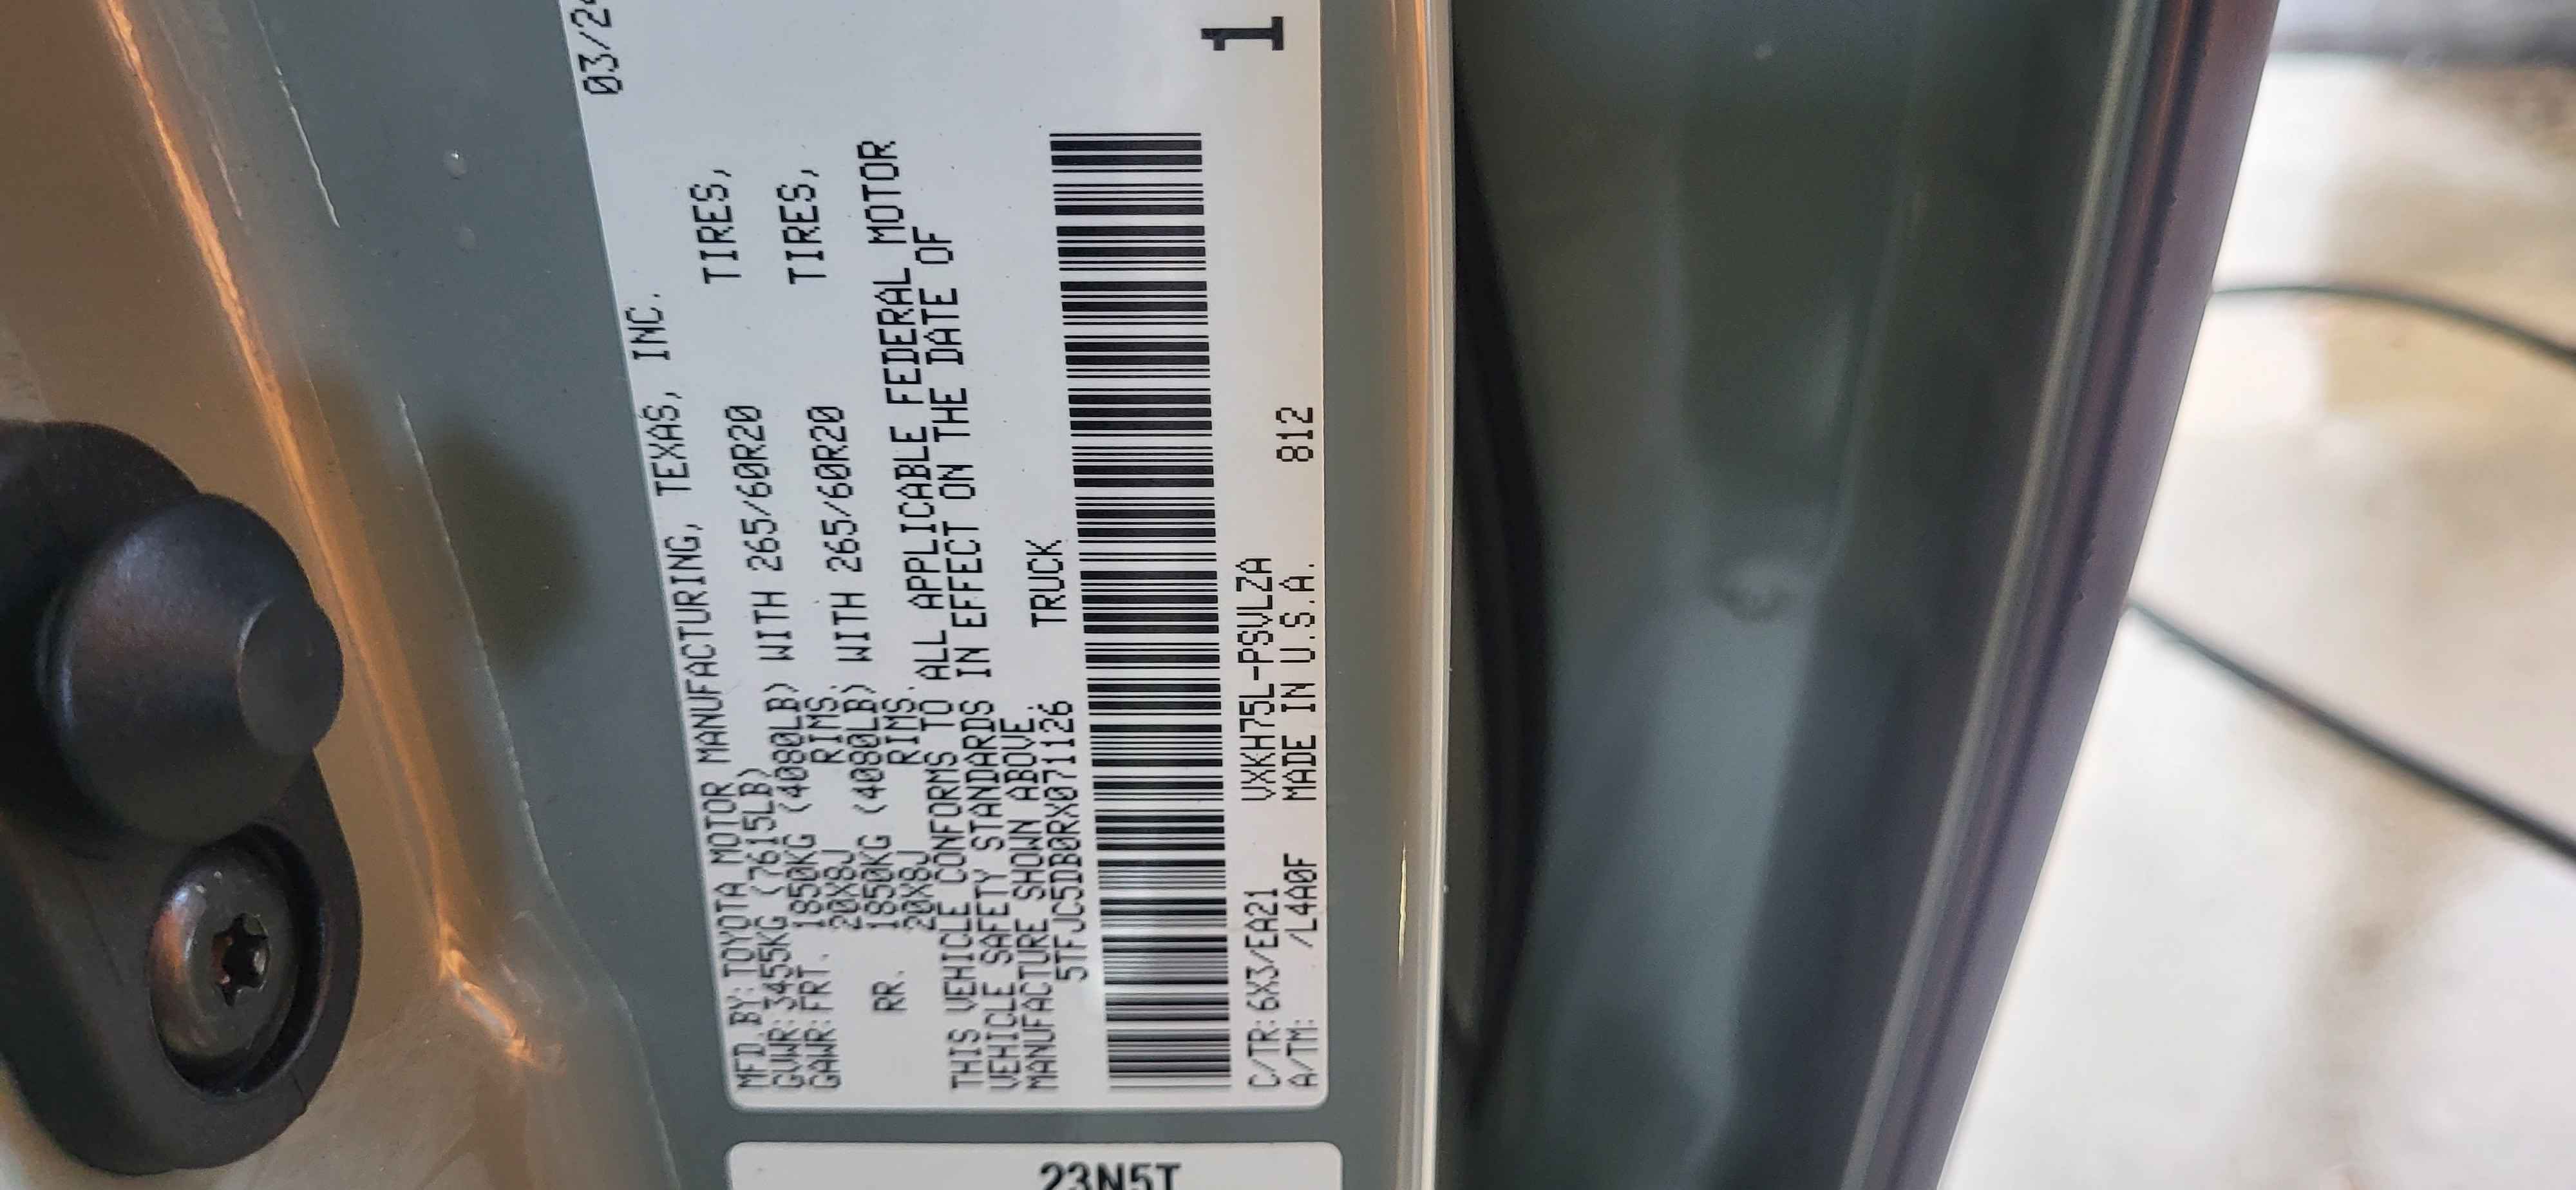 MFD.BY:TOYOTA MOTOR MANUFACTURING, TEXAS, INC. 03/24
GVWR:3455KG (7615LB)
GAWR:FRT. 1850KG (4080LB) WITH 265/60R20 TIRES,
20X8J RIMS,
RR. 1850KG (4080LB) WITH 265/60R20 TIRES,
20X8J RIMS.
THIS VEHICLE CONFORMS TO ALL APPLICABLE FEDERAL MOTOR
VEHICLE SAFETY STANDARDS IN EFFECT ON THE DATE OF
MANUFACTURE SHOWN ABOVE.
5TFJC5DB0RX071126 TRUCK
C/TR:6X3/EA21 VXKH75L-PSVLZA
A/TM: /L4A0F MADE IN U.S.A. 812
1
23N5T